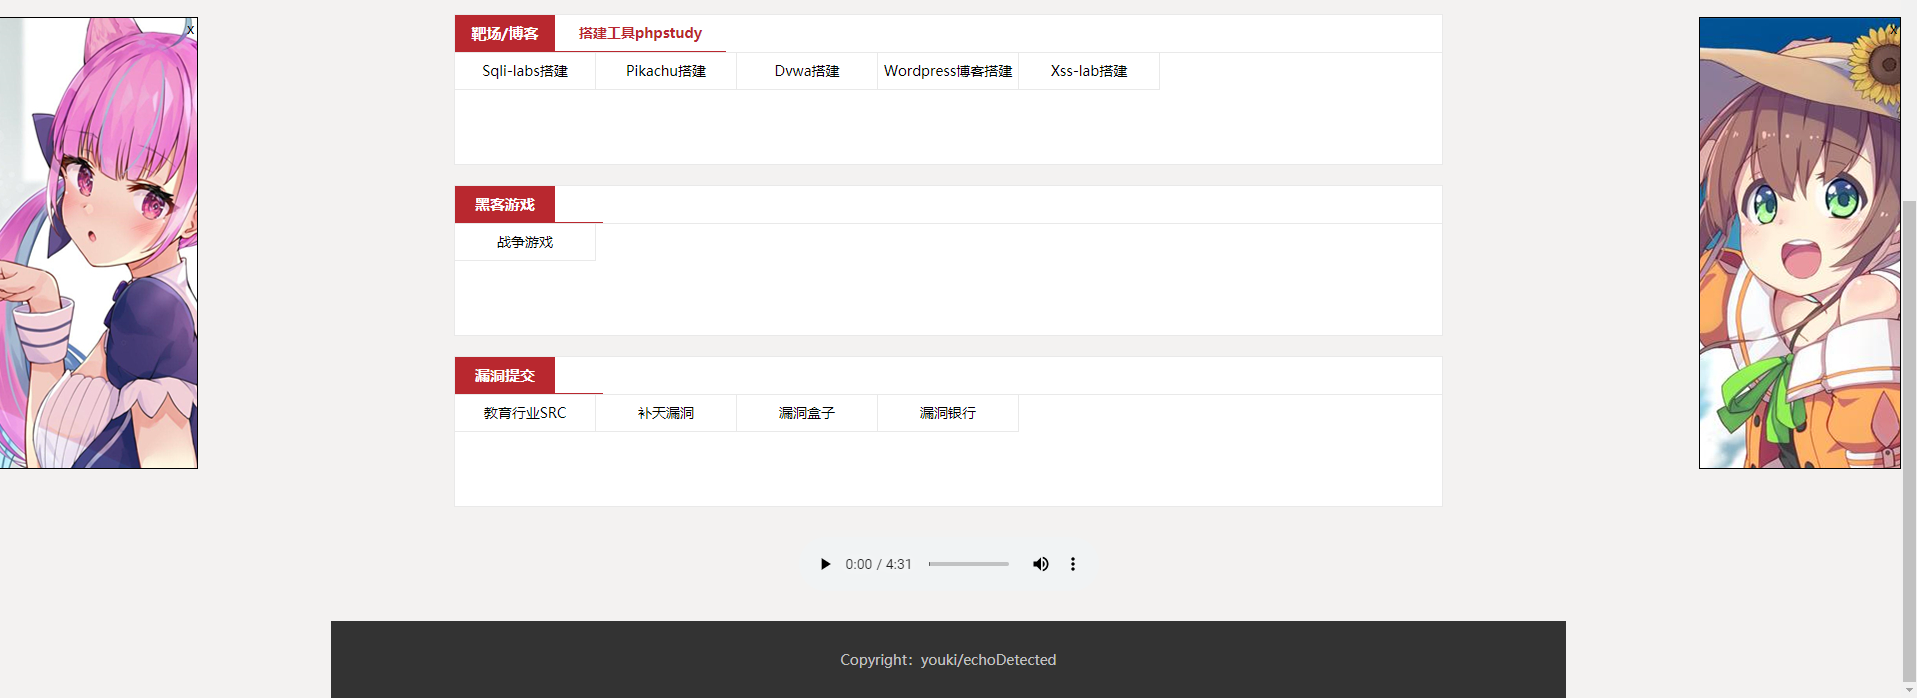 x
x
靶场/博客 搭建工具phpstudy
Sqli-labs搭建 Pikachu搭建 Dvwa搭建 Wordpress博客搭建 Xss-lab搭建
黑客游戏
战争游戏
漏洞提交
教育行业SRC 补天漏洞 漏洞盒子 漏洞银行
0:00 / 4:31
Copyright：youki/echoDetected